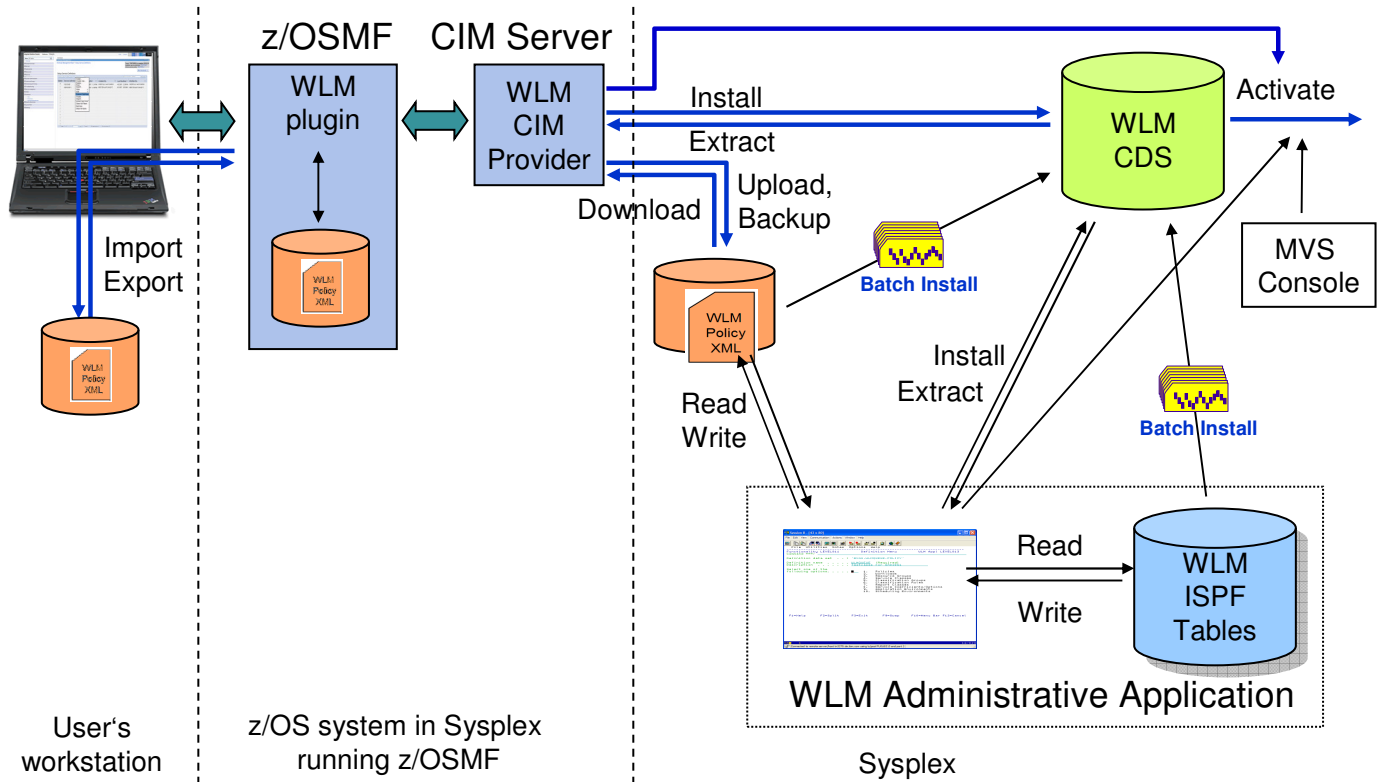 z/OSMF
CIM Server
WLM
plugin
WLM
CIM
Provider
Install
Extract
WLM
CDS
Activate
Download
Upload,
Backup
Import
Export
WLM
Policy
XML
WLM
Policy
XML
WLM
Policy
XML
Batch Install
MVS
Console
Install
Extract
Read
Write
Batch Install
Read
Write
WLM
ISPF
Tables
WLM Administrative Application
User's
workstation
z/OS system in Sysplex
running z/OSMF
Sysplex